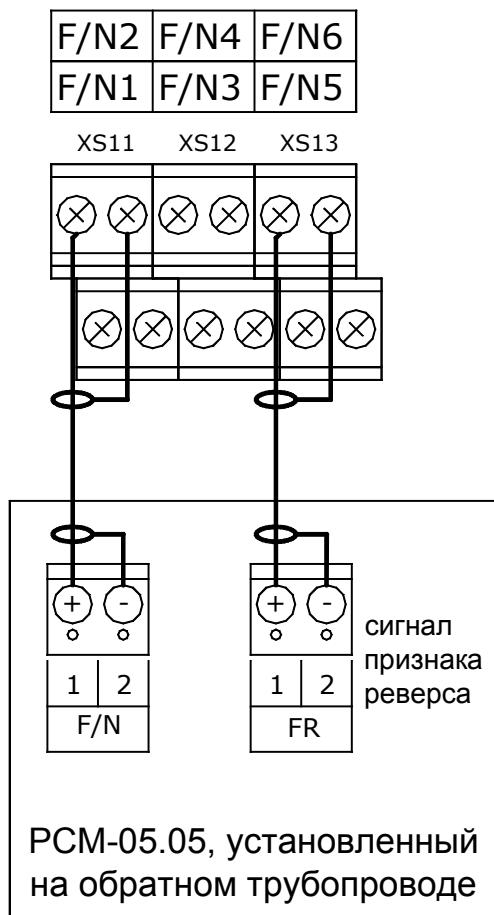 F/N2 F/N4 F/N6
F/N1 F/N3 F/N5
XS11 XS12 XS13
+ - + -
сигнал
признака
реверса
1 2 1 2
F/N FR
РСМ-05.05, установленный
на обратном трубопроводе